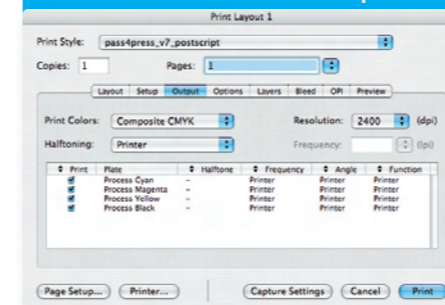 Print Layout 1
Print Style: pass4press_v7_postscript
Copies: 1 Pages: 1
Layout Setup Output Options Layers Bleed OPI Preview
Print Colors: Composite CMYK Resolution: 2400 (dpi)
Halftoning: Printer Frequency: (lpi)
Print Plate Halftone Frequency Angle Function
Process Cyan - Printer Printer Printer
Process Magenta - Printer Printer Printer
Process Yellow - Printer Printer Printer
Process Black - Printer Printer Printer
Page Setup... Printer... Capture Settings Cancel Print